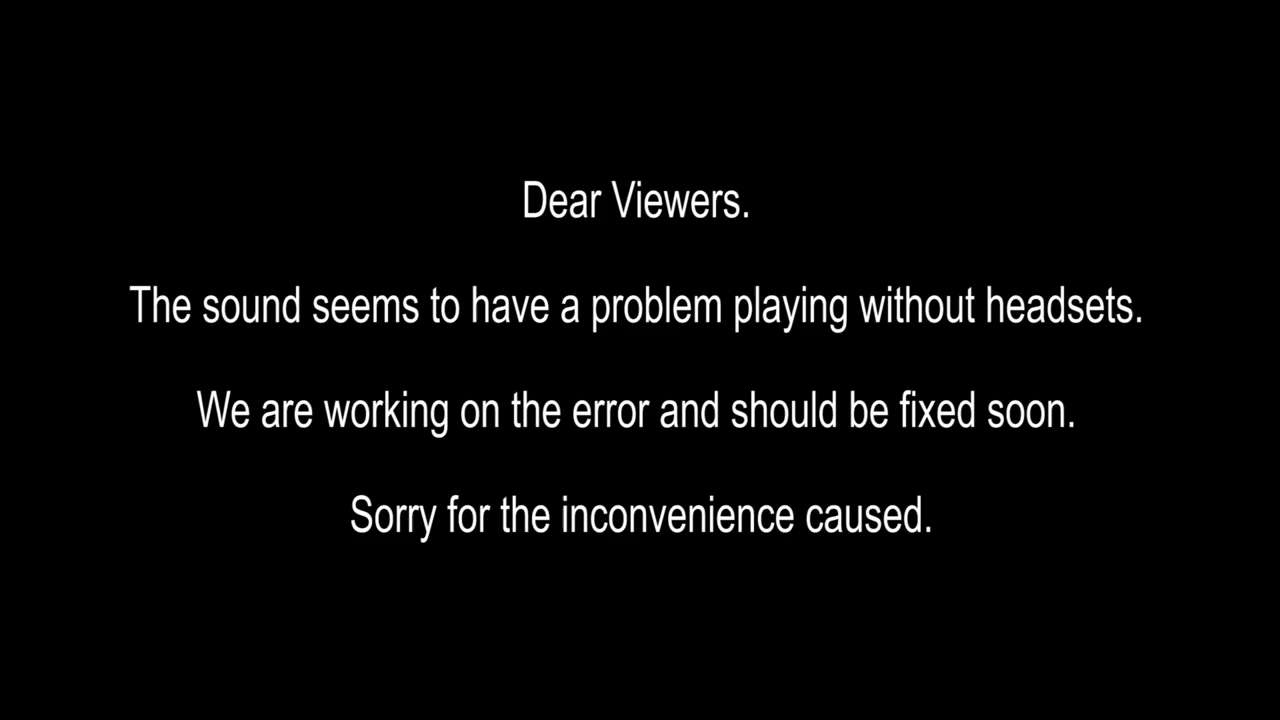 Dear Viewers.
The sound seems to have a problem playing without headsets.
We are working on the error and should be fixed soon.
Sorry for the inconvenience caused.